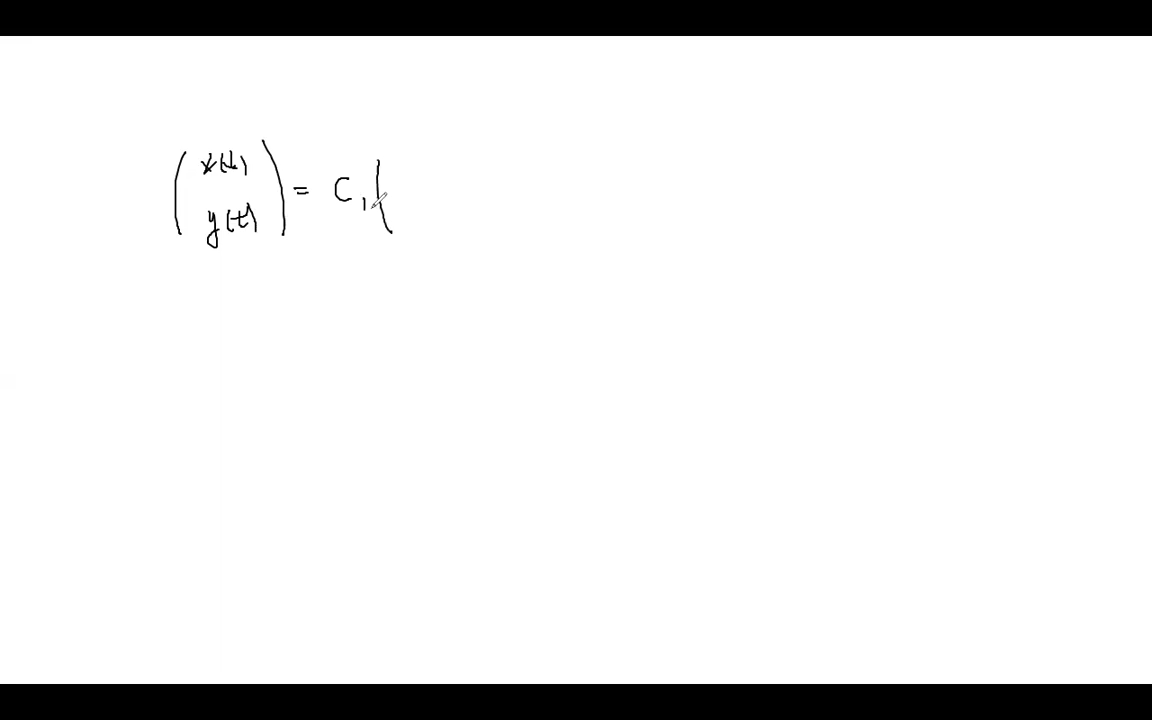 ( x(t)
y(t) ) = C₁ (